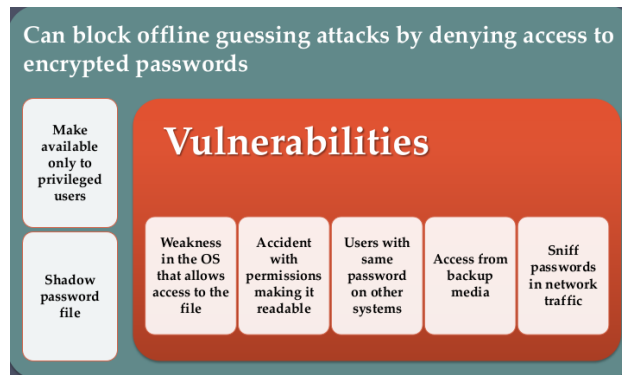 Can block offline guessing attacks by denying access to
encrypted passwords
Make
available
only to
privileged
users
Shadow
password
file
Vulnerabilities
Weakness
in the OS
that allows
access to the
file
Accident
with
permissions
making it
readable
Users with
same
password
on other
systems
Access from
backup
media
Sniff
passwords
in network
traffic